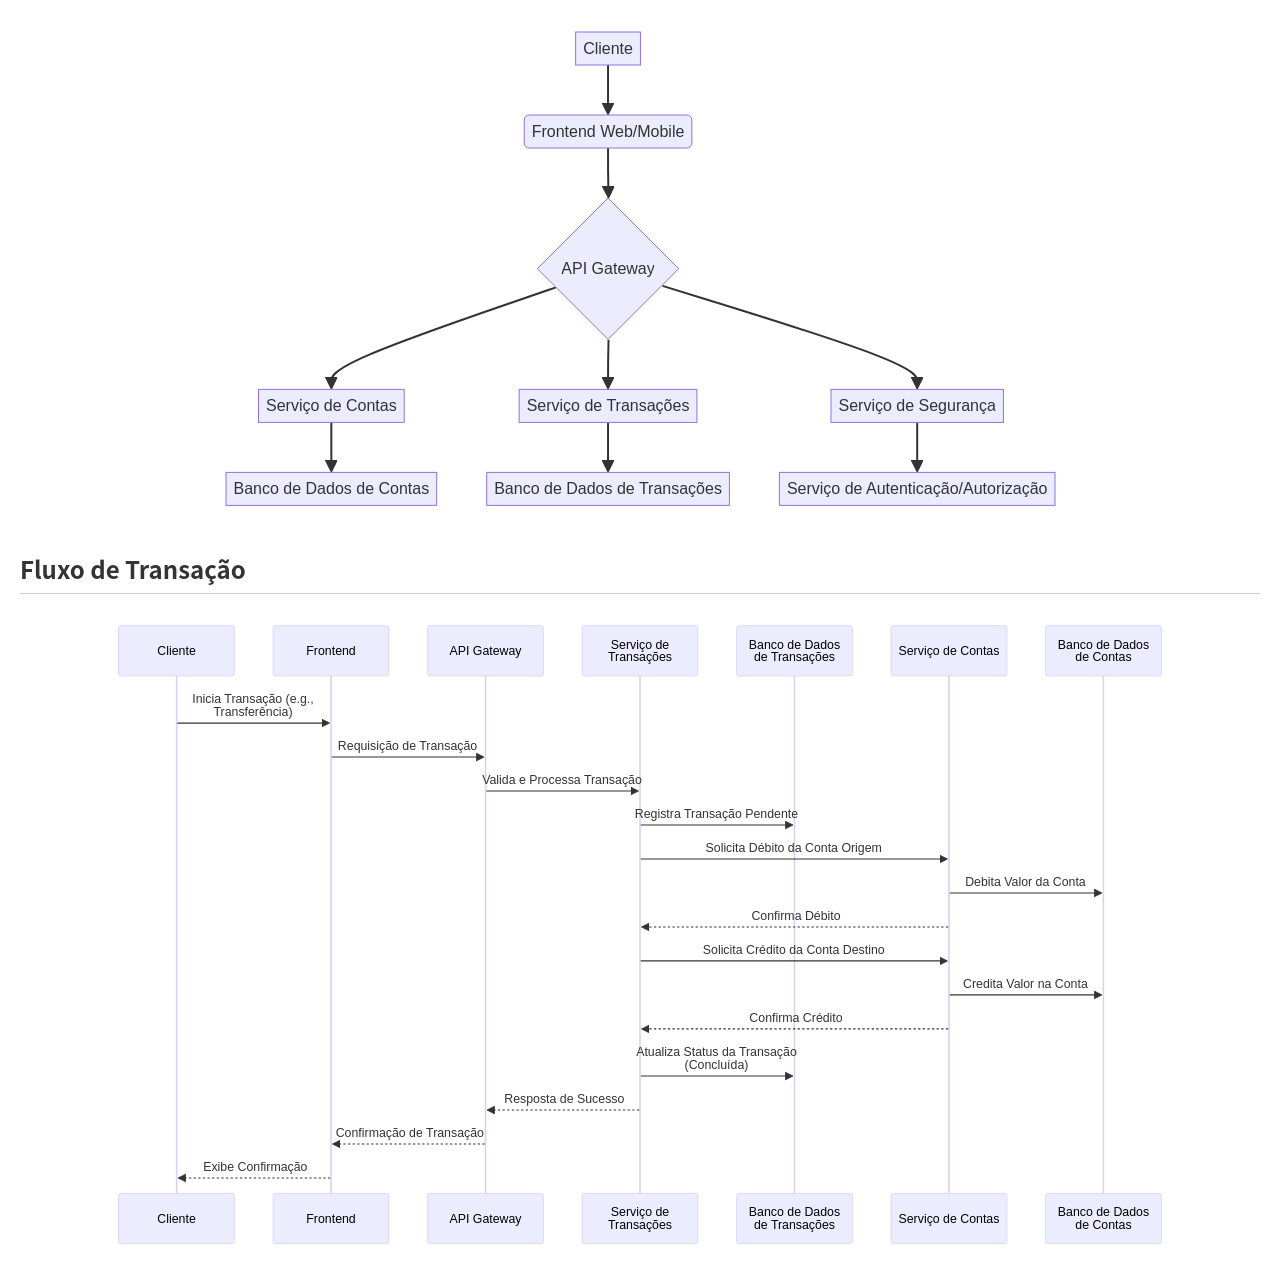 Cliente
Frontend Web/Mobile
API Gateway
Serviço de Contas
Serviço de Transações
Serviço de Segurança
Banco de Dados de Contas
Banco de Dados de Transações
Serviço de Autenticação/Autorização
Fluxo de Transação
Cliente
Frontend
API Gateway
Serviço de
Transações
Banco de Dados
de Transações
Serviço de Contas
Banco de Dados
de Contas
Inicia Transação (e.g.,
Transferência)
Requisição de Transação
Valida e Processa Transação
Registra Transação Pendente
Solicita Débito da Conta Origem
Debita Valor da Conta
Confirma Débito
Solicita Crédito da Conta Destino
Credita Valor na Conta
Confirma Crédito
Atualiza Status da Transação
(Concluída)
Resposta de Sucesso
Confirmação de Transação
Exibe Confirmação
Cliente
Frontend
API Gateway
Serviço de
Transações
Banco de Dados
de Transações
Serviço de Contas
Banco de Dados
de Contas